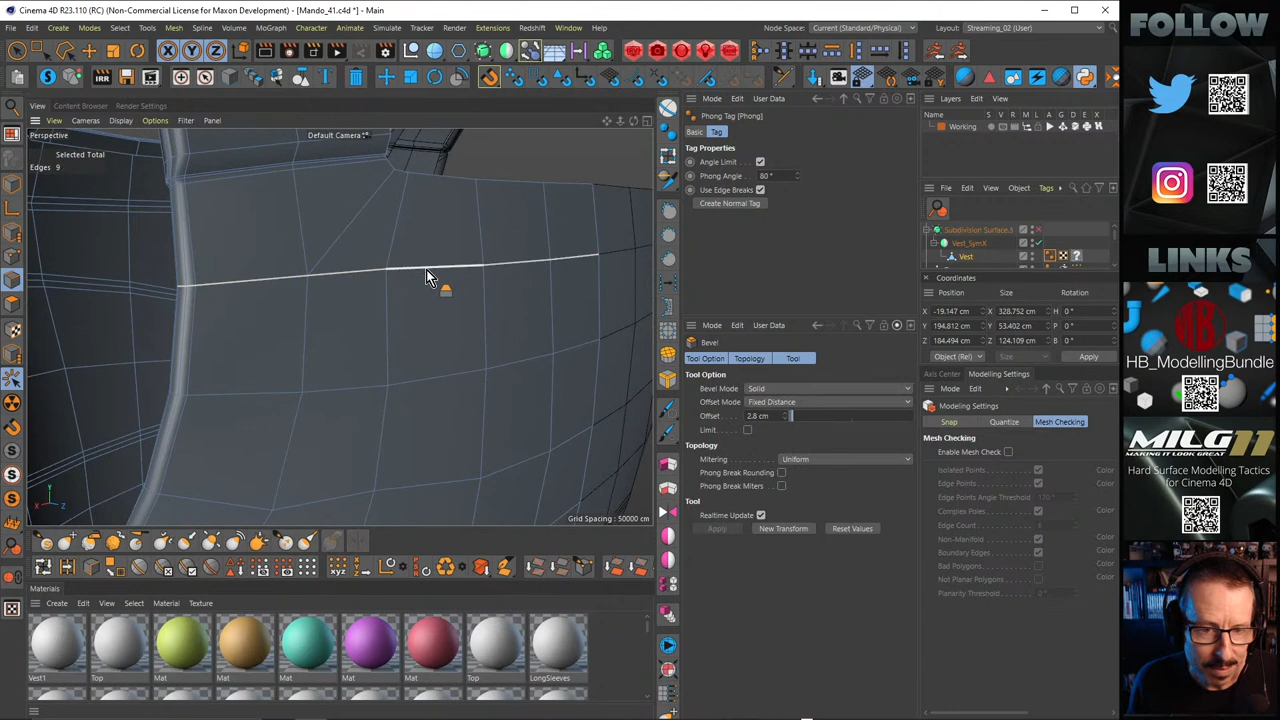 Cinema 4D R23.110 (RC) (Non-Commercial License for Maxon Development) - [Mando_41.c4d *] - Main
File Edit Create Modes Select Tools Mesh Spline Volume MoGraph Character Animate Simulate Tracker Render Extensions Redshift Window Help
Node Space: Current (Standard/Physical) Layout: Streaming_02 (User)
IRR
View Content Browser Render Settings
View Cameras Display Options Filter Panel
Perspective
Default Camera
Selected Total
Edges 9
Grid Spacing : 50000 cm
Mode Edit User Data
Phong Tag [Phong]
Basic Tag
Tag Properties
Angle Limit
Phong Angle 80 °
Use Edge Breaks
Create Normal Tag
Mode Edit User Data
Bevel
Tool Option Topology Tool
Tool Option
Bevel Mode Solid
Offset Mode Fixed Distance
Offset 2.8 cm
Limit
Topology
Mitering Uniform
Phong Break Rounding
Phong Break Miters
Tool
Realtime Update
Apply New Transform Reset Values
Layers Edit View
Name S V R M L A G D E X
Working
File Edit View Object Tags
Subdivision Surface.3
Vest_SymX
Vest
Coordinates
Position Size Rotation
X -19.147 cm X 328.752 cm H 0 °
Y 194.812 cm Y 53.402 cm P 0 °
Z 184.494 cm Z 124.109 cm B 0 °
Object (Rel) Size Apply
Axis Center Modeling Settings
Mode Edit
Modeling Settings
Snap Quantize Mesh Checking
Mesh Checking
Enable Mesh Check
Isolated Points Color
Edge Points Color
Edge Points Angle Threshold
Complex Poles Color
Edge Count
Non-Manifold Color
Boundary Edges Color
Bad Polygons Color
Not Planar Polygons Color
Planarity Threshold
Materials
Create Edit View Select Material Texture
Vest1 Top Mat Mat Mat Mat Mat Top LongSleeves
FOLLOW
LINKS
HB
HB_ModellingBundle
MILG11
MAKING IT LOOK GREAT
Hard Surface Modelling Tactics
for Cinema 4D